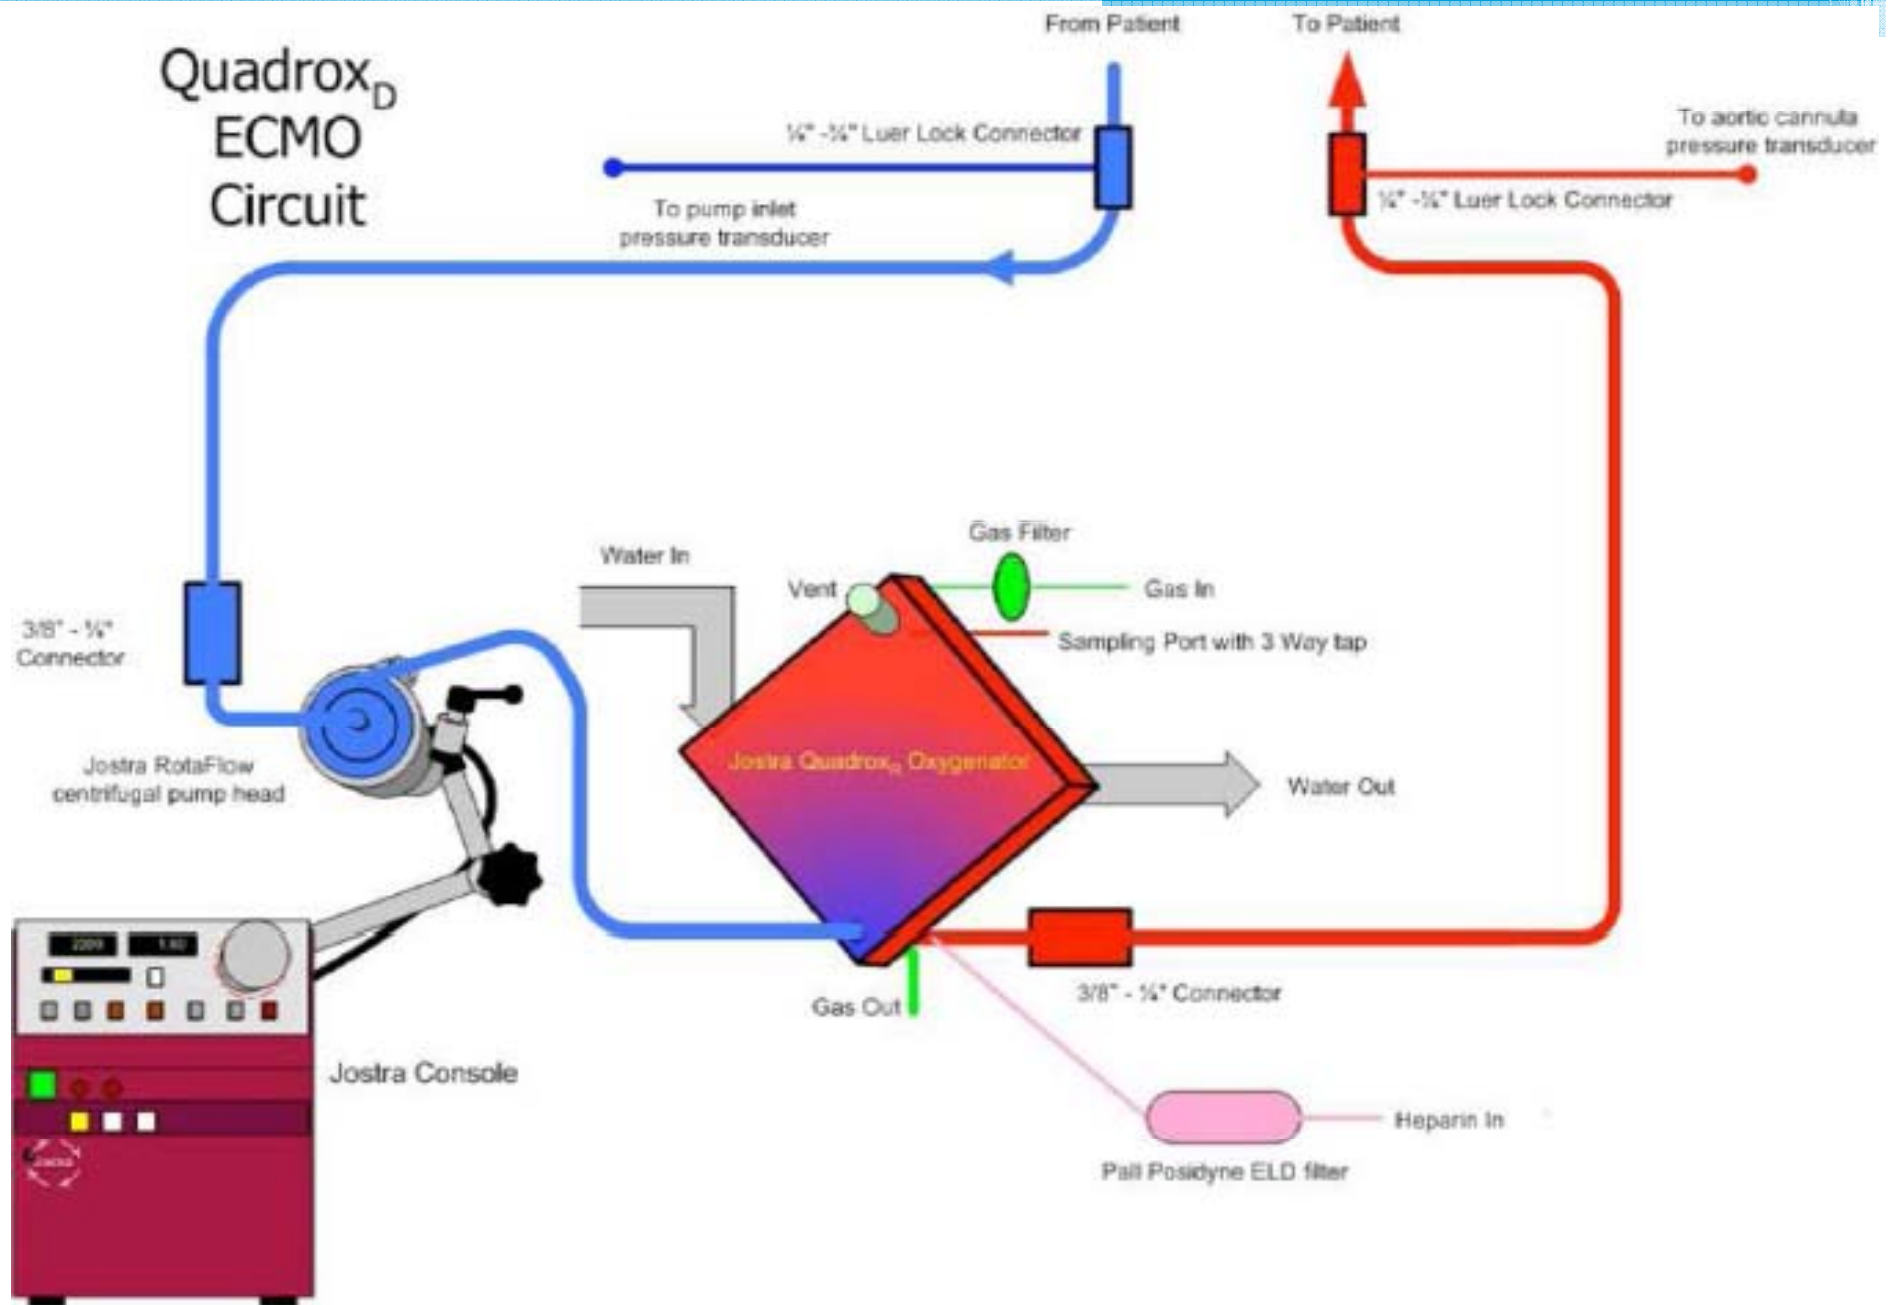 Quadrox_D
ECMO
Circuit
From Patient
To Patient
¼" -¼" Luer Lock Connector
To aortic cannula
pressure transducer
To pump inlet
pressure transducer
¼" -¼" Luer Lock Connector
Gas Filter
Water In
Vent
Gas In
3/8" - ¼"
Connector
Sampling Port with 3 Way tap
Jostra Quadrox Oxygenator
Jostra RotaFlow
centrifugal pump head
Water Out
3/8" - ¼" Connector
Gas Out
Jostra Console
Heparin In
Pall Posidyne ELD filter